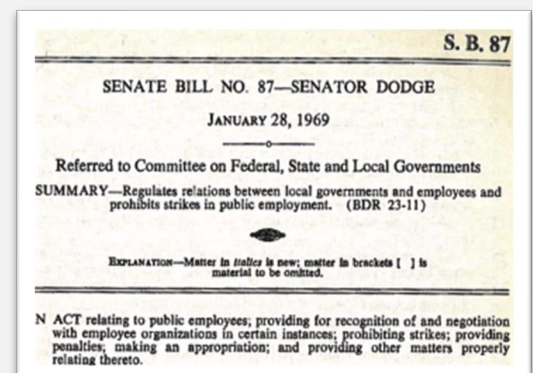 S. B. 87
SENATE BILL NO. 87—SENATOR DODGE
JANUARY 28, 1969
Referred to Committee on Federal, State and Local Governments
SUMMARY—Regulates relations between local governments and employees and
prohibits strikes in public employment. (BDR 23-11)
EXPLANATION—Matter in italics is new; matter in brackets [ ] is
material to be omitted.
N ACT relating to public employees; providing for recognition of and negotiation
with employee organizations in certain instances; prohibiting strikes; providing
penalties; making an appropriation; and providing other matters properly
relating thereto.